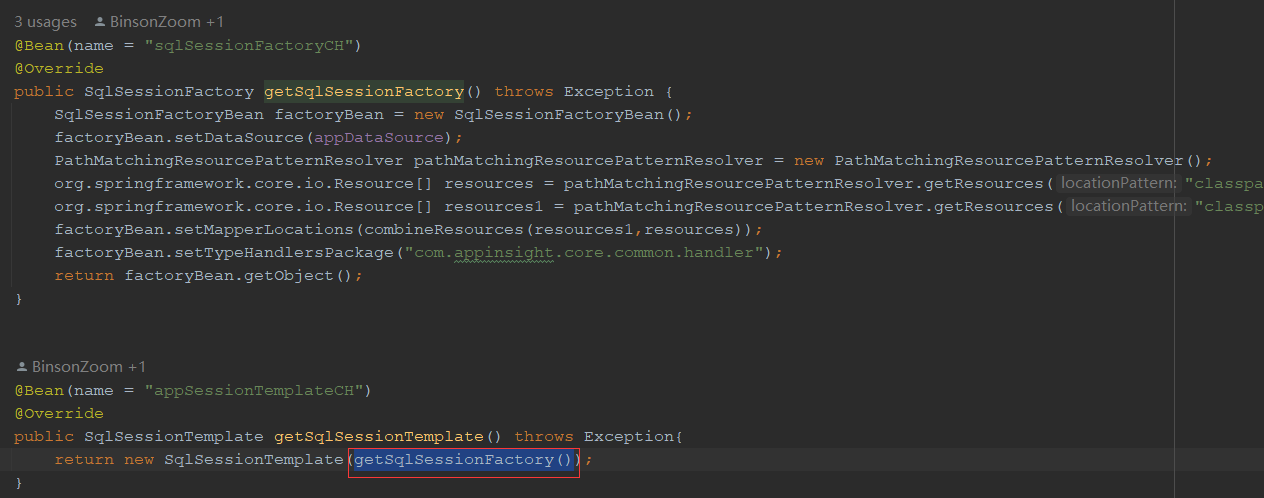 3 usages BinsonZoom +1
@Bean(name = "sqlSessionFactoryCH")
@Override
public SqlSessionFactory getSqlSessionFactory() throws Exception {
SqlSessionFactoryBean factoryBean = new SqlSessionFactoryBean();
factoryBean.setDataSource(appDataSource);
PathMatchingResourcePatternResolver pathMatchingResourcePatternResolver = new PathMatchingResourcePatternResolver();
org.springframework.core.io.Resource[] resources = pathMatchingResourcePatternResolver.getResources( locationPattern: "classpa
org.springframework.core.io.Resource[] resources1 = pathMatchingResourcePatternResolver.getResources( locationPattern: "classp
factoryBean.setMapperLocations(combineResources(resources1,resources));
factoryBean.setTypeHandlersPackage("com.appinsight.core.common.handler");
return factoryBean.getObject();
}
BinsonZoom +1
@Bean(name = "appSessionTemplateCH")
@Override
public SqlSessionTemplate getSqlSessionTemplate() throws Exception{
return new SqlSessionTemplate(getSqlSessionFactory());
}